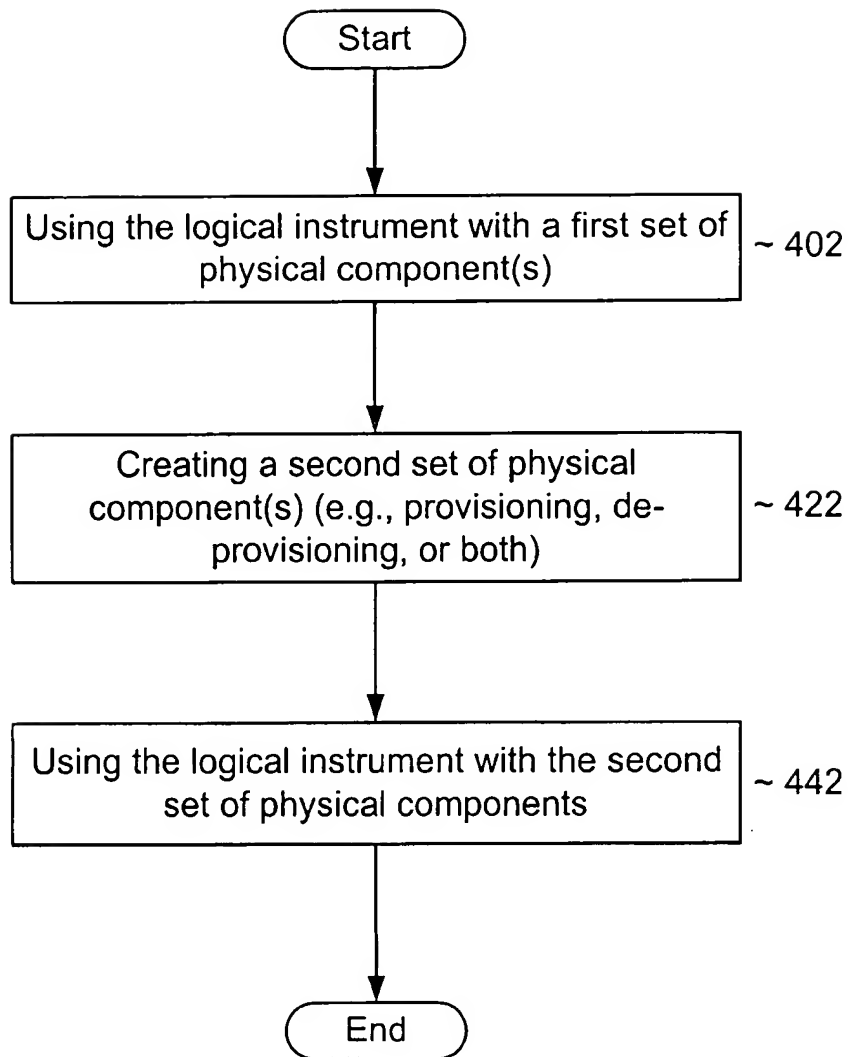 Start
Using the logical instrument with a first set of
physical component(s)
~ 402
Creating a second set of physical
component(s) (e.g., provisioning, de-
provisioning, or both)
~ 422
Using the logical instrument with the second
set of physical components
~ 442
End